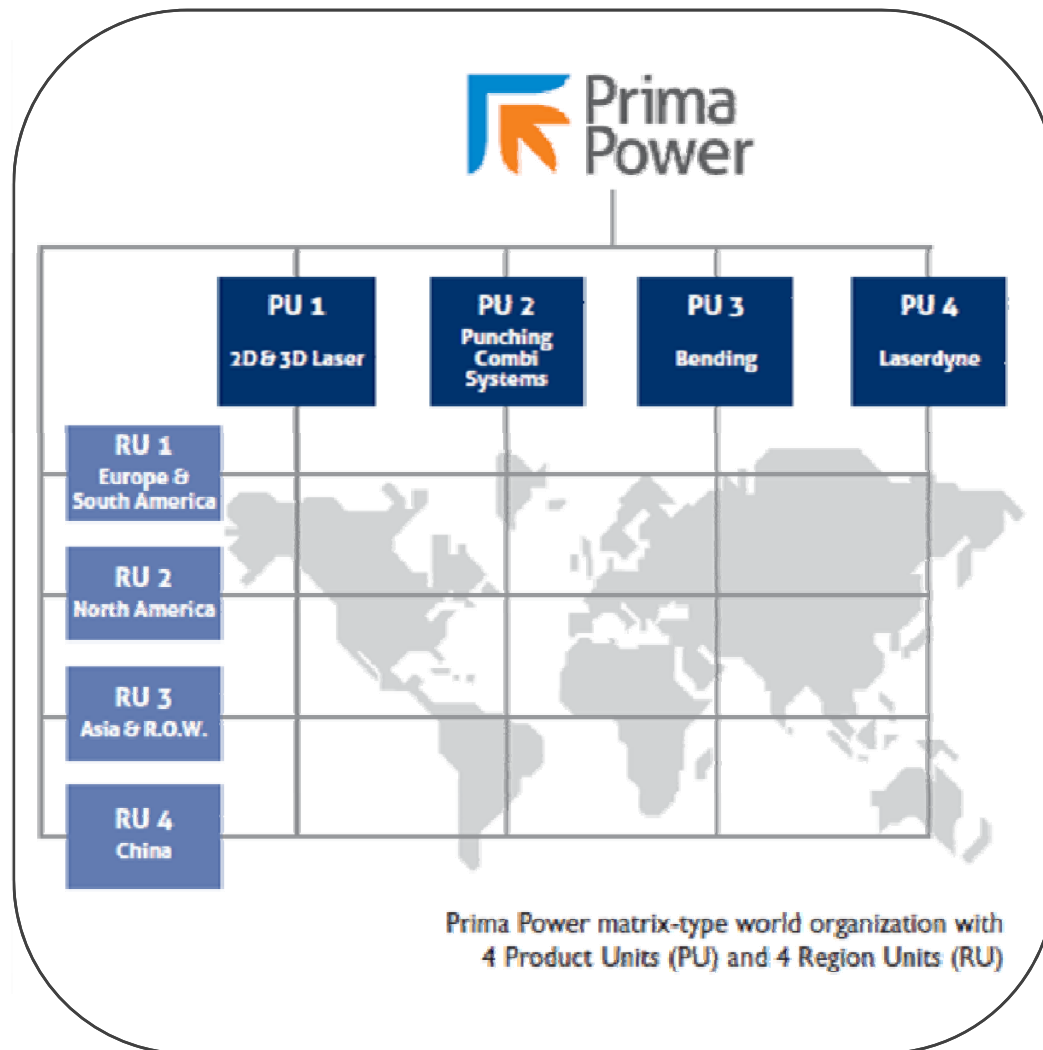 Prima
Power
PU 1
2D & 3D Laser
PU 2
Punching
Combi
Systems
PU 3
Bending
PU 4
Laserdyne
RU 1
Europe &
South America
RU 2
North America
RU 3
Asia & R.O.W.
RU 4
China
Prima Power matrix-type world organization with
4 Product Units (PU) and 4 Region Units (RU)